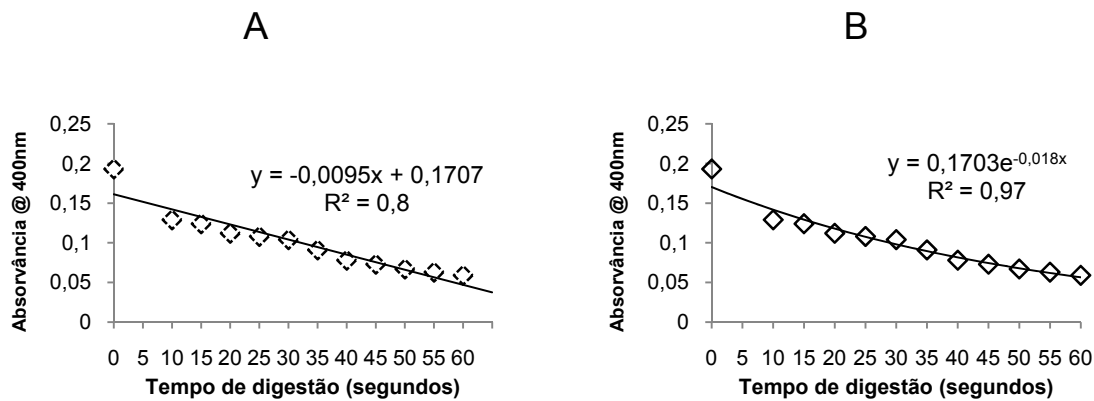 A
Absorvância @ 400nm
0,25
0,2
0,15
0,1
0,05
0
y = -0,0095x + 0,1707
R² = 0,8
0 5 10 15 20 25 30 35 40 45 50 55 60
Tempo de digestão (segundos)
B
Absorvância @ 400nm
0,25
0,2
0,15
0,1
0,05
0
y = 0,1703e⁻⁰,⁰¹⁸ˣ
R² = 0,97
0 5 10 15 20 25 30 35 40 45 50 55 60
Tempo de digestão (segundos)